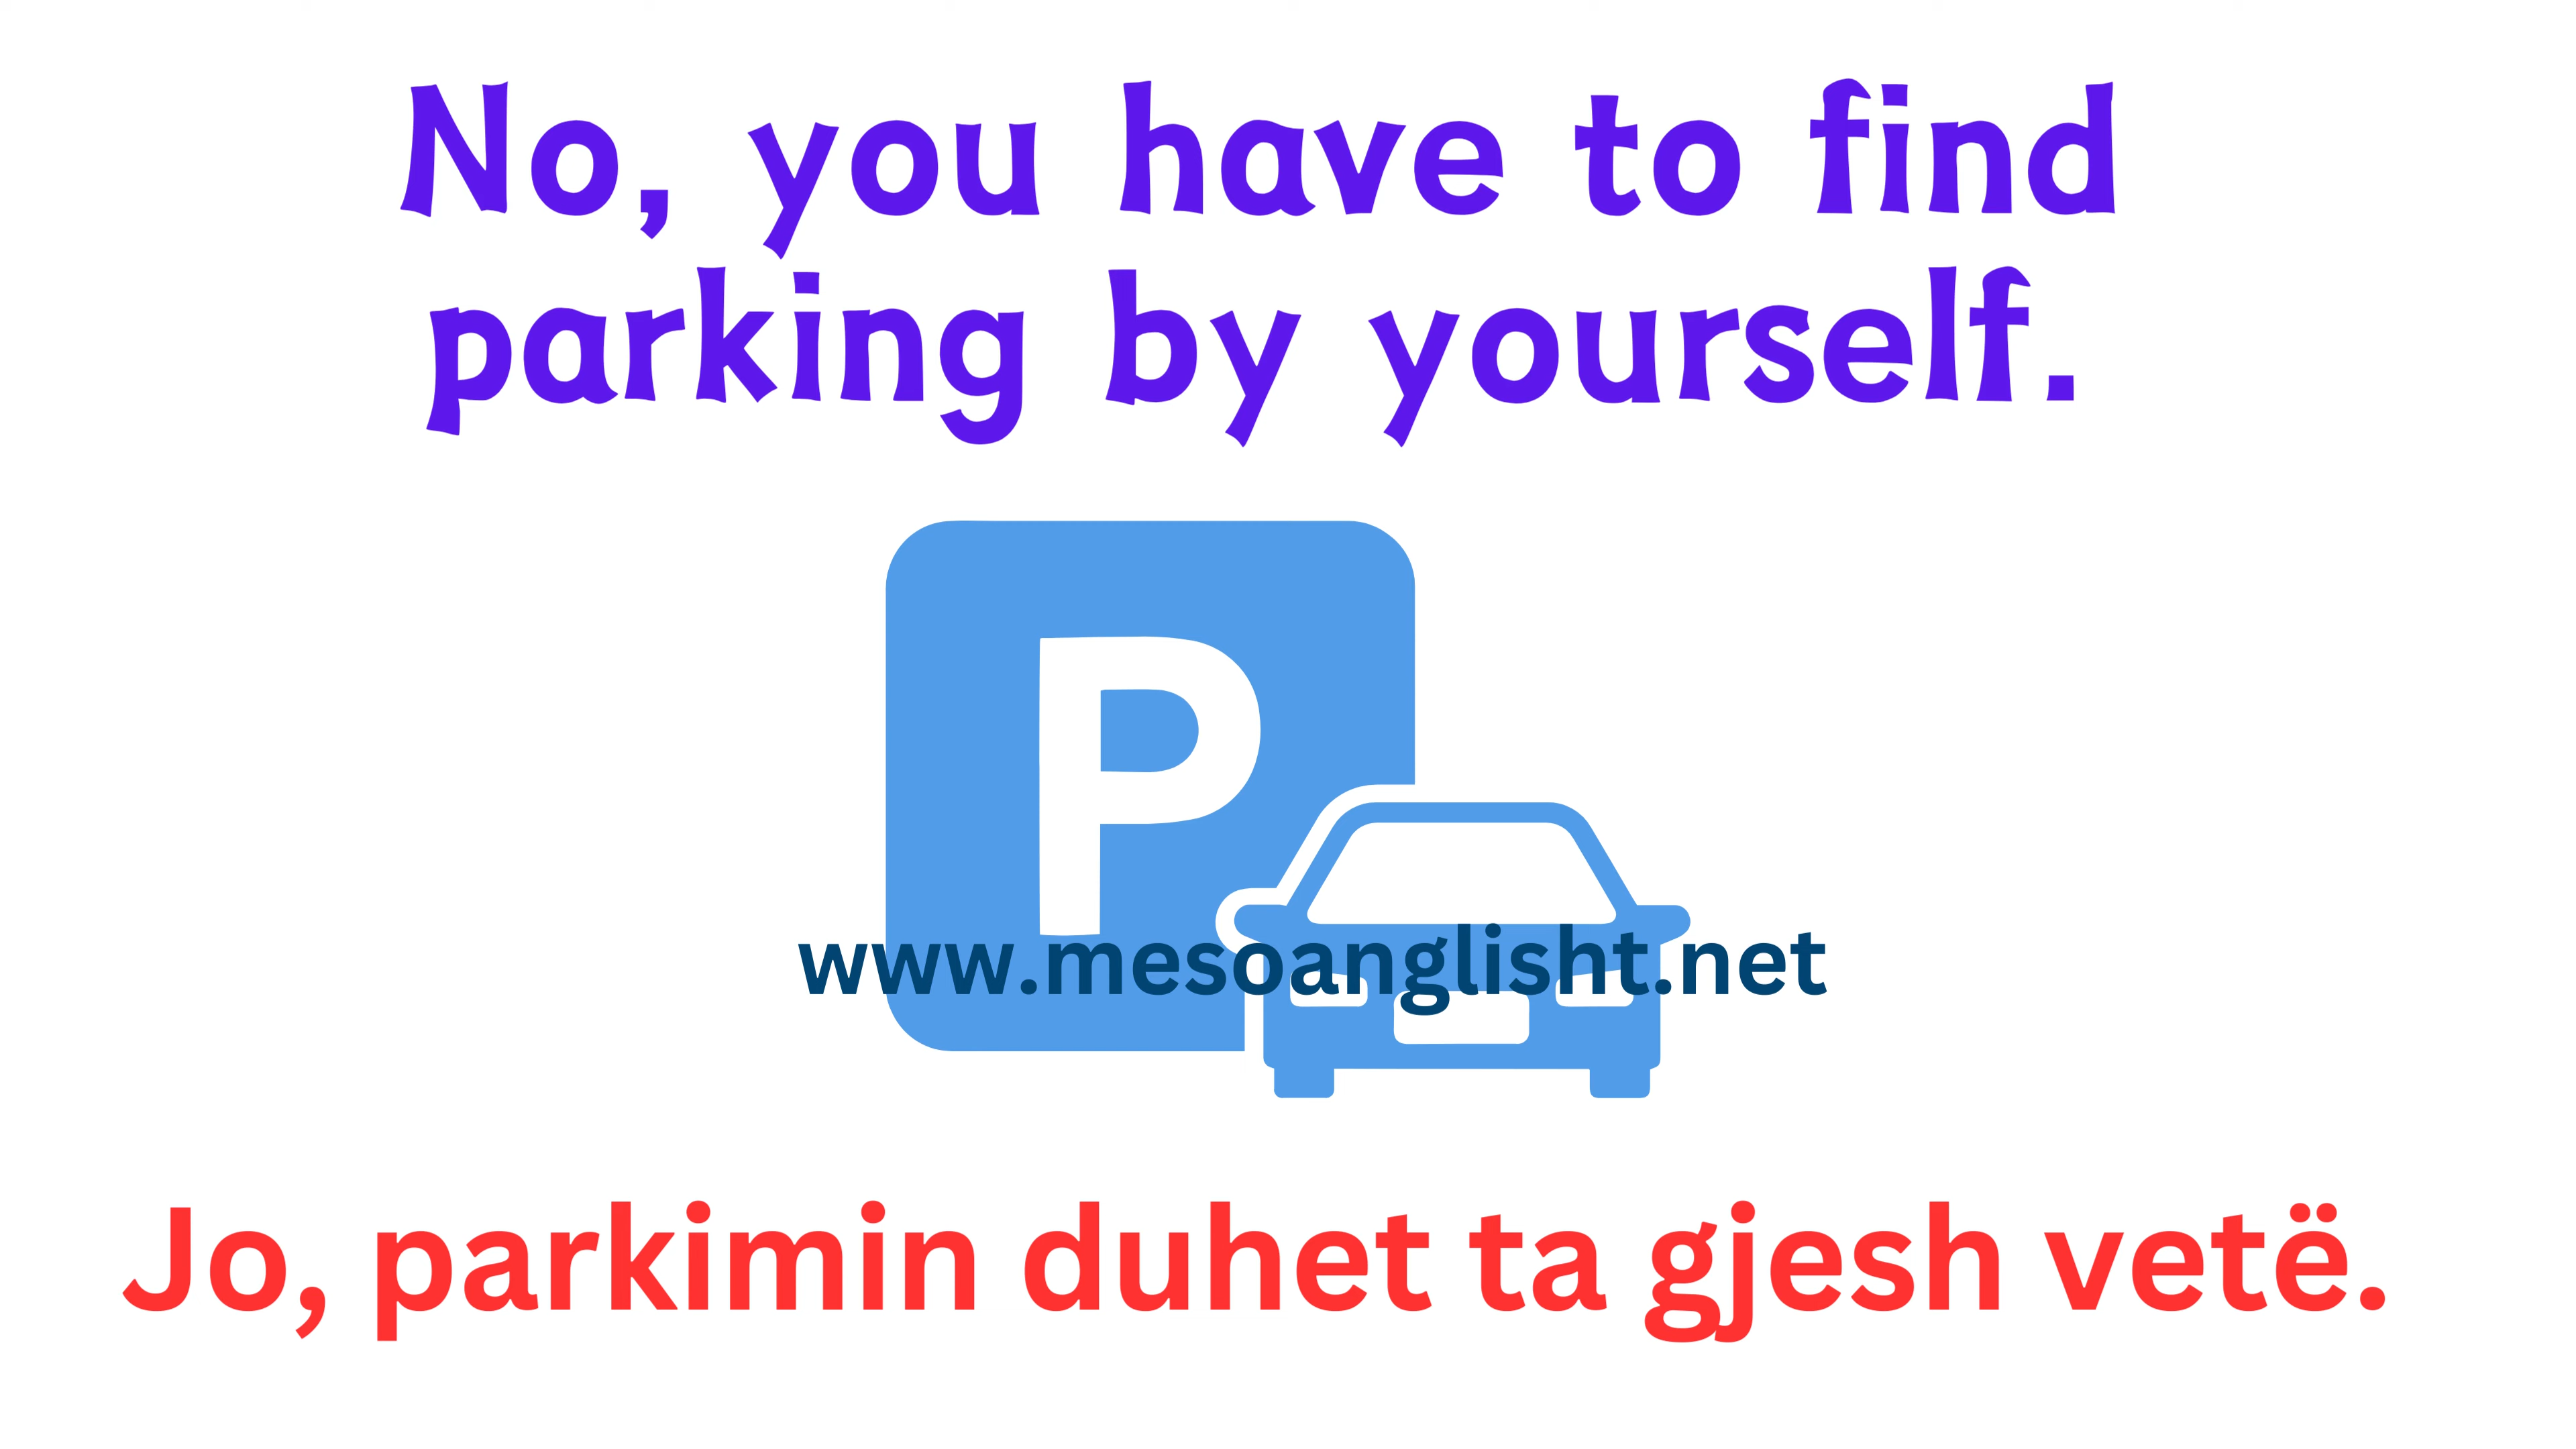 No, you have to find
parking by yourself.
P
www.mesoanglisht.net
Jo, parkimin duhet ta gjesh vetë.